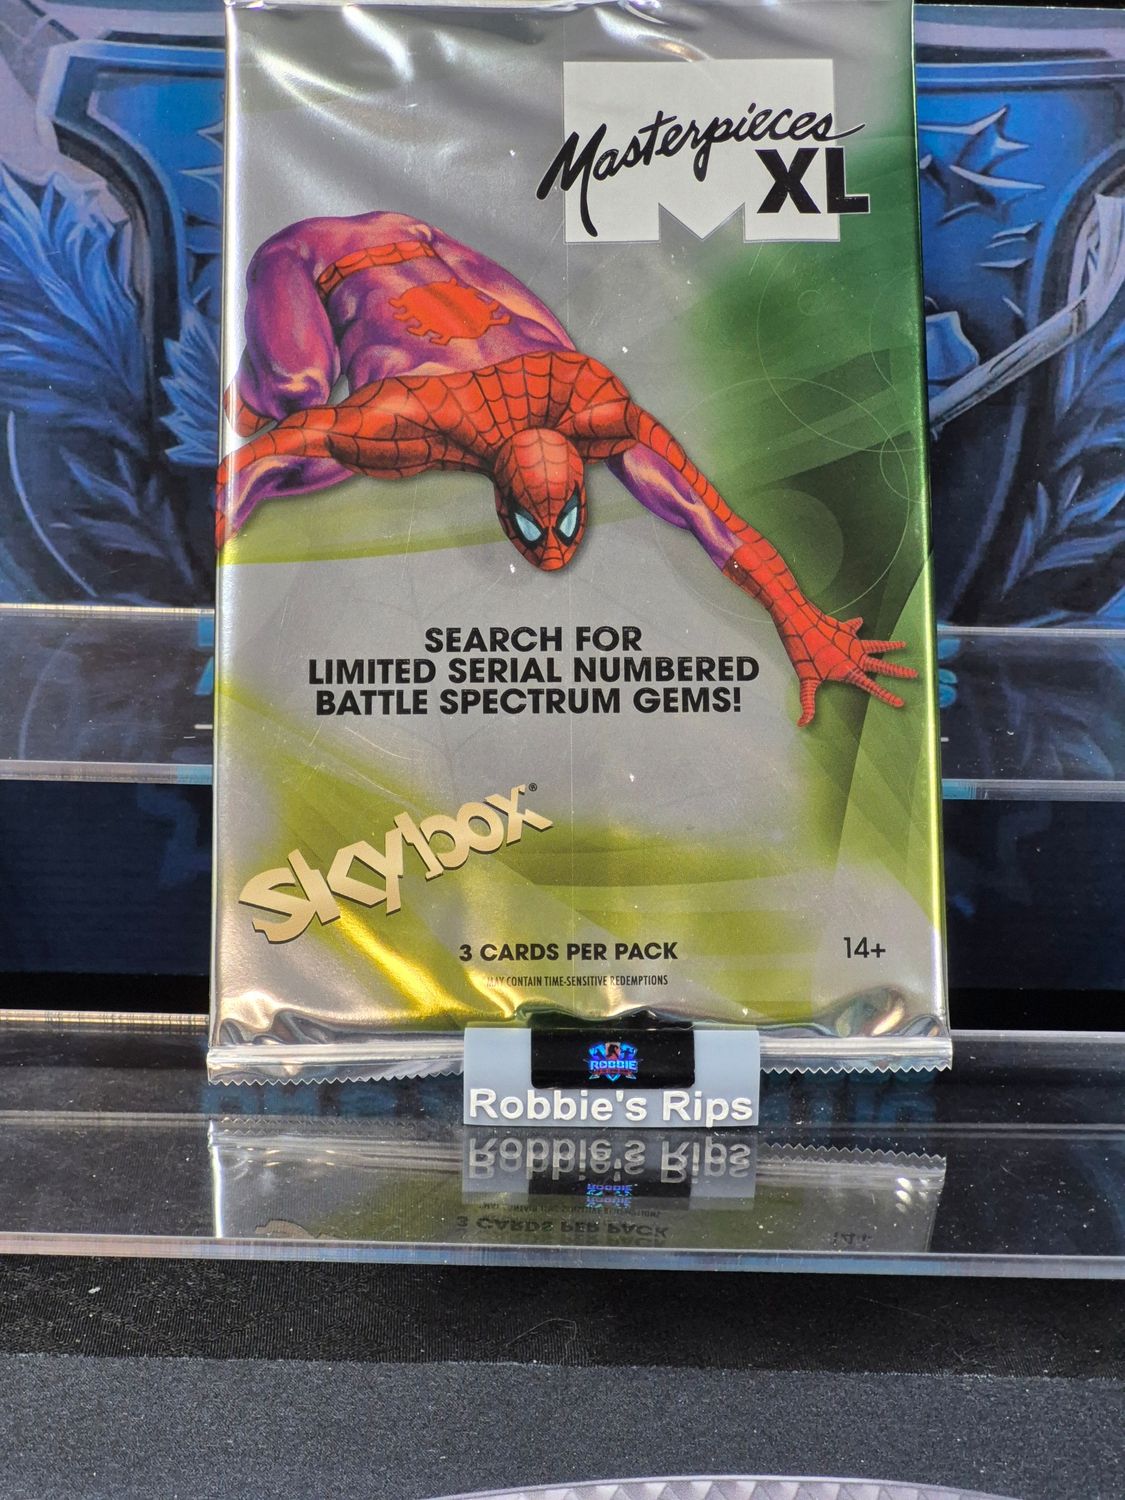 Masterpieces
XL
SEARCH FOR
LIMITED SERIAL NUMBERED
BATTLE SPECTRUM GEMS!
skybox®
3 CARDS PER PACK
14+
MAY CONTAIN TIME-SENSITIVE REDEMPTIONS
ROBBIE
Robbie's Rips